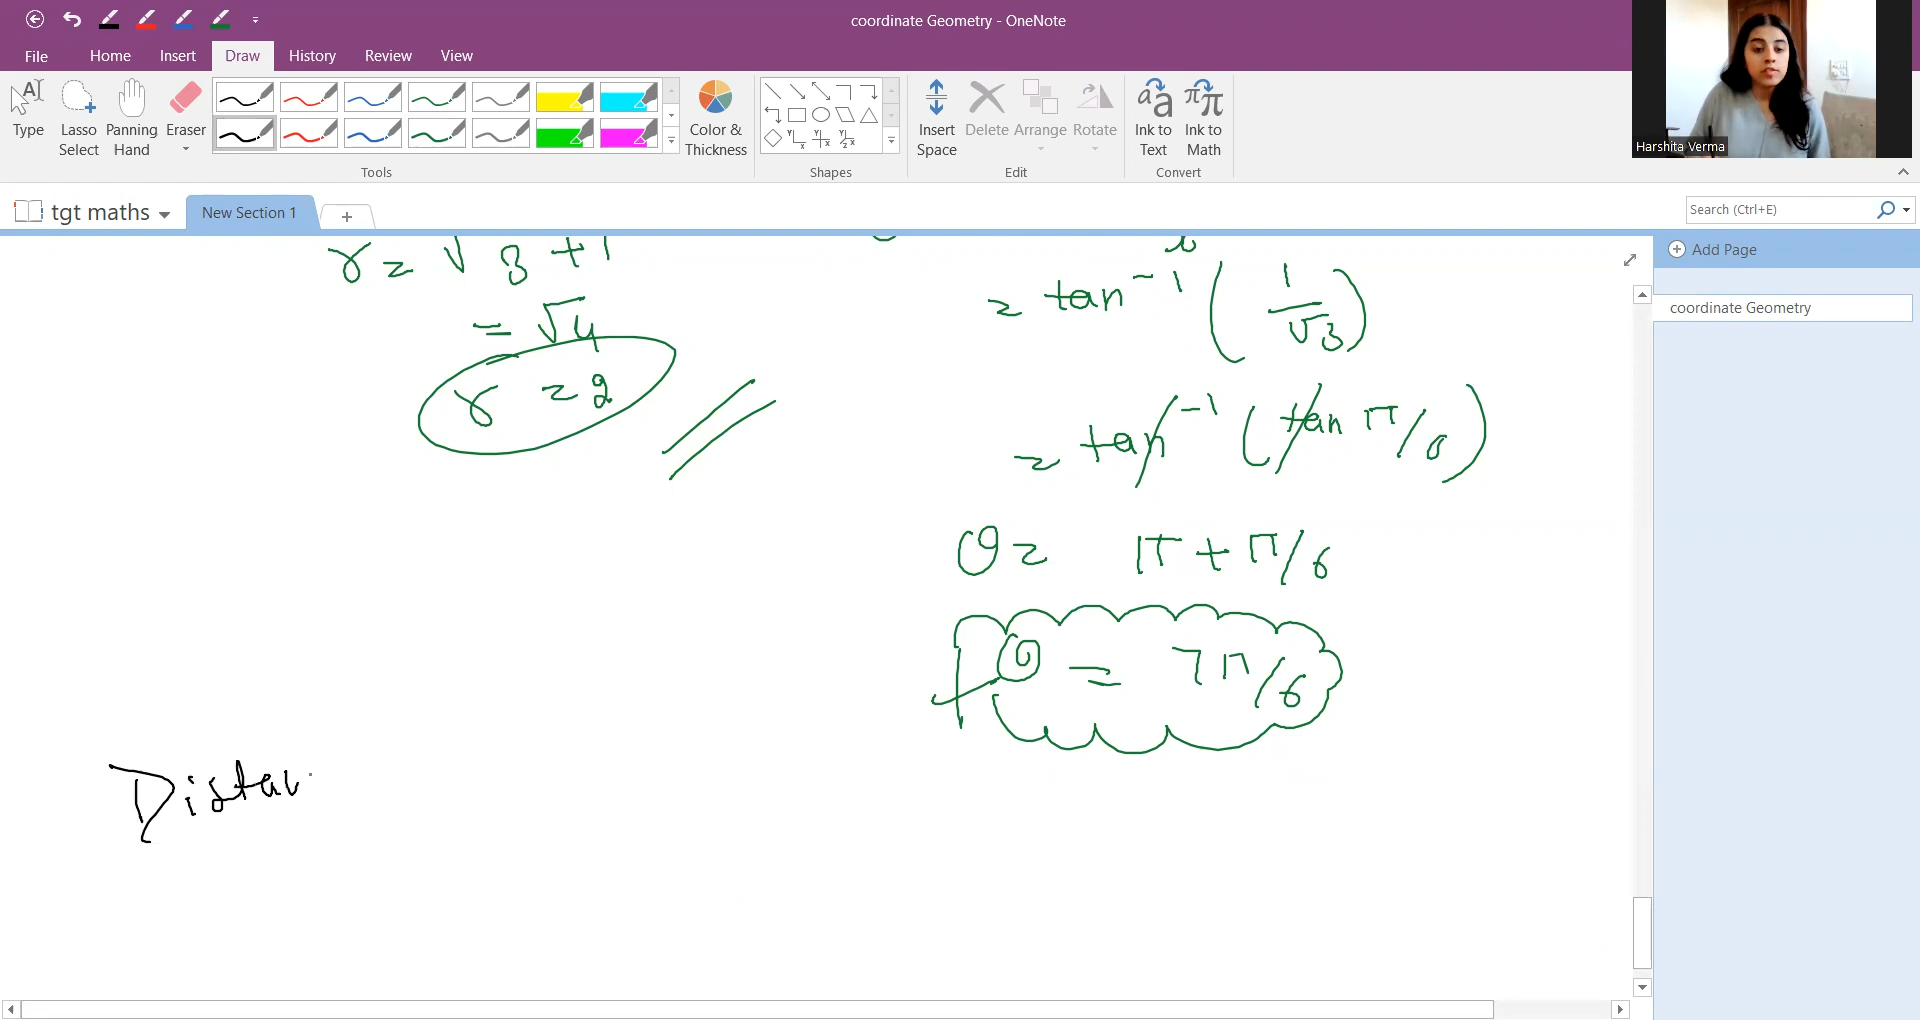 coordinate Geometry - OneNote
File Home Insert Draw History Review View
Type Lasso Select Panning Hand Eraser Color & Thickness Insert Space Delete Arrange Rotate Ink to Text Ink to Math
Tools Shapes Edit Convert
Harshita Verma
tgt maths New Section 1 +
Search (Ctrl+E)
Add Page
coordinate Geometry
r = √3+1
= √4
r = 2
= tan⁻¹ (1/√3)
= tan⁻¹ (tan π/6)
θ = π + π/6
θ = 7π/6
Distan